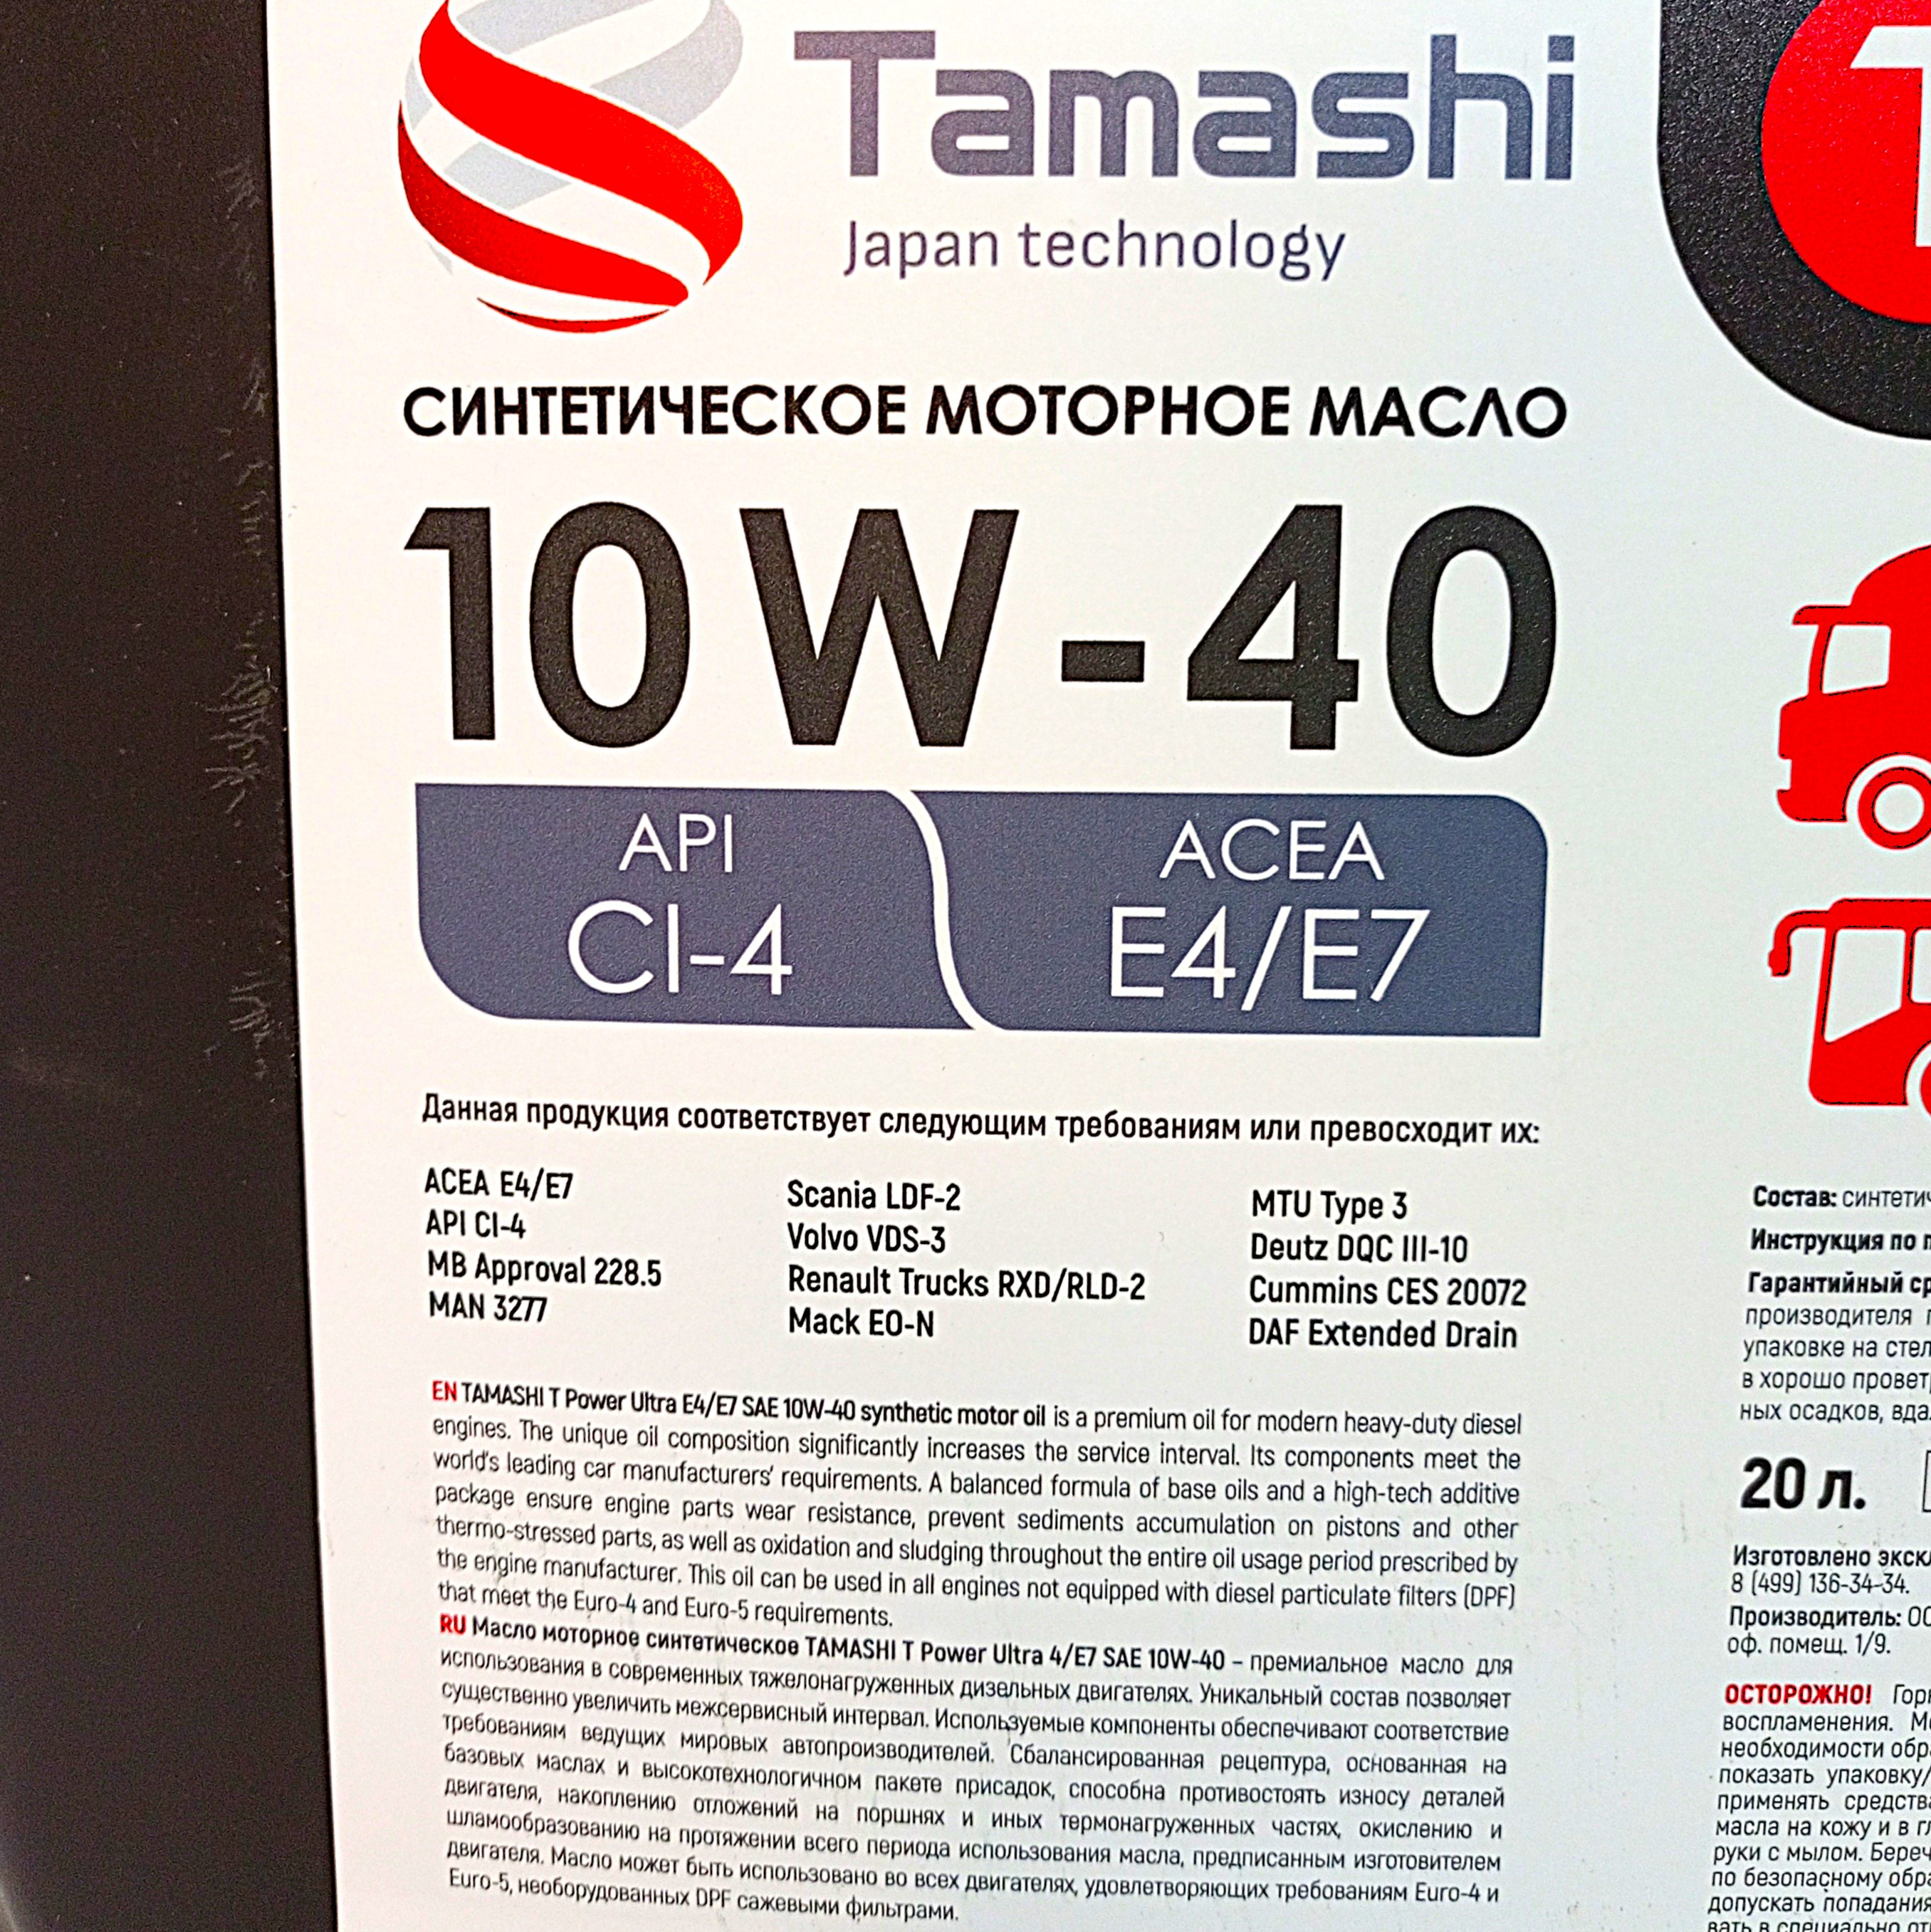 Tamashi
Japan technology
СИНТЕТИЧЕСКОЕ МОТОРНОЕ МАСЛО
10W-40
API
CI-4
ACEA
E4/E7
Данная продукция соответствует следующим требованиям или превосходит их:
ACEA E4/E7
API CI-4
MB Approval 228.5
MAN 3277
Scania LDF-2
Volvo VDS-3
Renault Trucks RXD/RLD-2
Mack EO-N
MTU Type 3
Deutz DQC III-10
Cummins CES 20072
DAF Extended Drain
EN TAMASHI T Power Ultra E4/E7 SAE 10W-40 synthetic motor oil is a premium oil for modern heavy-duty diesel
engines. The unique oil composition significantly increases the service interval. Its components meet the
world's leading car manufacturers' requirements. A balanced formula of base oils and a high-tech additive
package ensure engine parts wear resistance, prevent sediments accumulation on pistons and other
thermo-stressed parts, as well as oxidation and sludging throughout the entire oil usage period prescribed by
the engine manufacturer. This oil can be used in all engines not equipped with diesel particulate filters (DPF)
that meet the Euro-4 and Euro-5 requirements.
RU Масло моторное синтетическое TAMASHI T Power Ultra 4/E7 SAE 10W-40 – премиальное масло для
использования в современных тяжелонагруженных дизельных двигателях. Уникальный состав позволяет
существенно увеличить межсервисный интервал. Используемые компоненты обеспечивают соответствие
требованиям ведущих мировых автопроизводителей. Сбалансированная рецептура, основанная на
базовых маслах и высокотехнологичном пакете присадок, способна противостоять износу деталей
двигателя, накоплению отложений на поршнях и иных термонагруженных частях, окислению и
шламообразованию на протяжении всего периода использования масла, предписанным изготовителем
двигателя. Масло может быть использовано во всех двигателях, удовлетворяющих требованиям Euro-4 и
Euro-5, необорудованных DPF сажевыми фильтрами.
Состав:
Инструкция по
Гарантийный
производителя
упаковке на
в хорошо
ных осадков,
20 л.
Изготовлено
8 (499) 136-34-34.
Производитель:
оф. помещ. 1/9.
ОСТОРОЖНО!
воспламенения.
необходимости
показать упаковку/
применять
масла на кожу и в
руки с мылом.
по безопасному
допускать
вать в специально